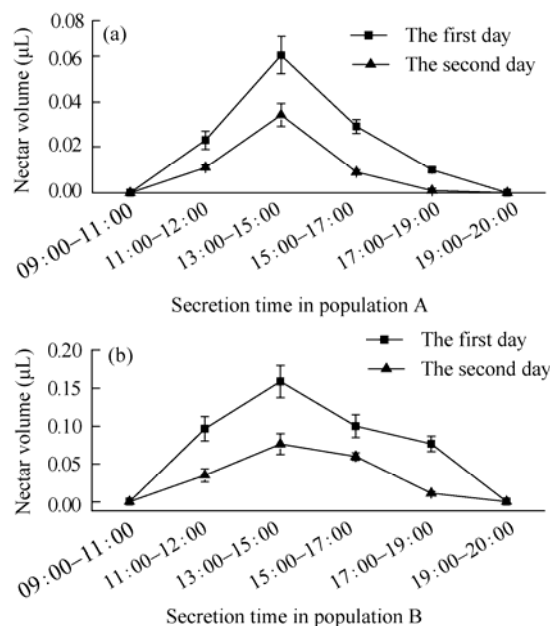 (a)
The first day
The second day
Nectar volume (μL)
0.08
0.06
0.04
0.02
0.00
09:00–11:00
11:00–12:00
13:00–15:00
15:00–17:00
17:00–19:00
19:00–20:00
Secretion time in population A
(b)
The first day
The second day
Nectar volume (μL)
0.20
0.15
0.10
0.05
0.00
09:00–11:00
11:00–12:00
13:00–15:00
15:00–17:00
17:00–19:00
19:00–20:00
Secretion time in population B